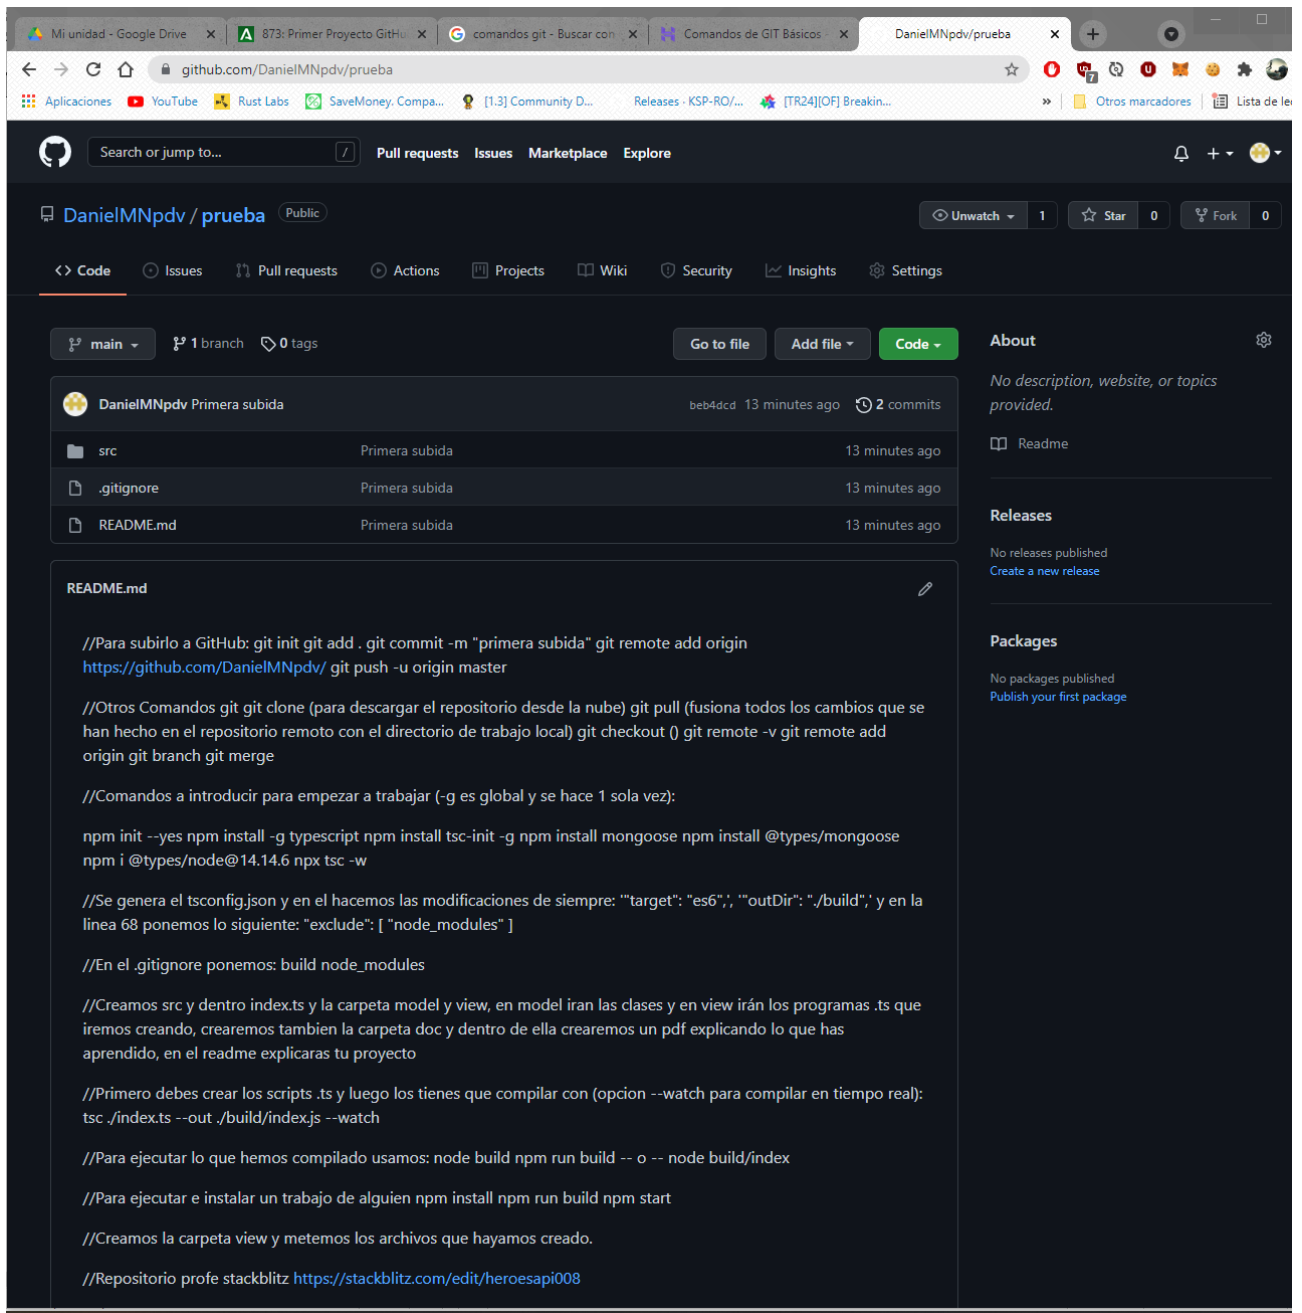 Mi unidad - Google Drive
873: Primer Proyecto GitHu
comandos git - Buscar con
Comandos de GIT Básicos
DanielMNpdv/prueba
github.com/DanielMNpdv/prueba
7
Aplicaciones YouTube Rust Labs SaveMoney. Compa... [1.3] Community D... Releases · KSP-RO/... [TR24][OF] Breakin... » Otros marcadores Lista de le
Search or jump to... / Pull requests Issues Marketplace Explore
DanielMNpdv / prueba Public
Unwatch 1 Star 0 Fork 0
<> Code Issues Pull requests Actions Projects Wiki Security Insights Settings
main 1 branch 0 tags Go to file Add file Code
DanielMNpdv Primera subida beb4dcd 13 minutes ago 2 commits
src Primera subida 13 minutes ago
.gitignore Primera subida 13 minutes ago
README.md Primera subida 13 minutes ago
README.md
//Para subirlo a GitHub: git init git add . git commit -m "primera subida" git remote add origin
https://github.com/DanielMNpdv/ git push -u origin master
//Otros Comandos git git clone (para descargar el repositorio desde la nube) git pull (fusiona todos los cambios que se
han hecho en el repositorio remoto con el directorio de trabajo local) git checkout () git remote -v git remote add
origin git branch git merge
//Comandos a introducir para empezar a trabajar (-g es global y se hace 1 sola vez):
npm init --yes npm install -g typescript npm install tsc-init -g npm install mongoose npm install @types/mongoose
npm i @types/node@14.14.6 npx tsc -w
//Se genera el tsconfig.json y en el hacemos las modificaciones de siempre: '"target": "es6",', '"outDir": "./build",' y en la
linea 68 ponemos lo siguiente: "exclude": [ "node_modules" ]
//En el .gitignore ponemos: build node_modules
//Creamos src y dentro index.ts y la carpeta model y view, en model iran las clases y en view irán los programas .ts que
iremos creando, crearemos tambien la carpeta doc y dentro de ella crearemos un pdf explicando lo que has
aprendido, en el readme explicaras tu proyecto
//Primero debes crear los scripts .ts y luego los tienes que compilar con (opcion --watch para compilar en tiempo real):
tsc ./index.ts --out ./build/index.js --watch
//Para ejecutar lo que hemos compilado usamos: node build npm run build -- o -- node build/index
//Para ejecutar e instalar un trabajo de alguien npm install npm run build npm start
//Creamos la carpeta view y metemos los archivos que hayamos creado.
//Repositorio profe stackblitz https://stackblitz.com/edit/heroesapi008
About
No description, website, or topics
provided.
Readme
Releases
No releases published
Create a new release
Packages
No packages published
Publish your first package